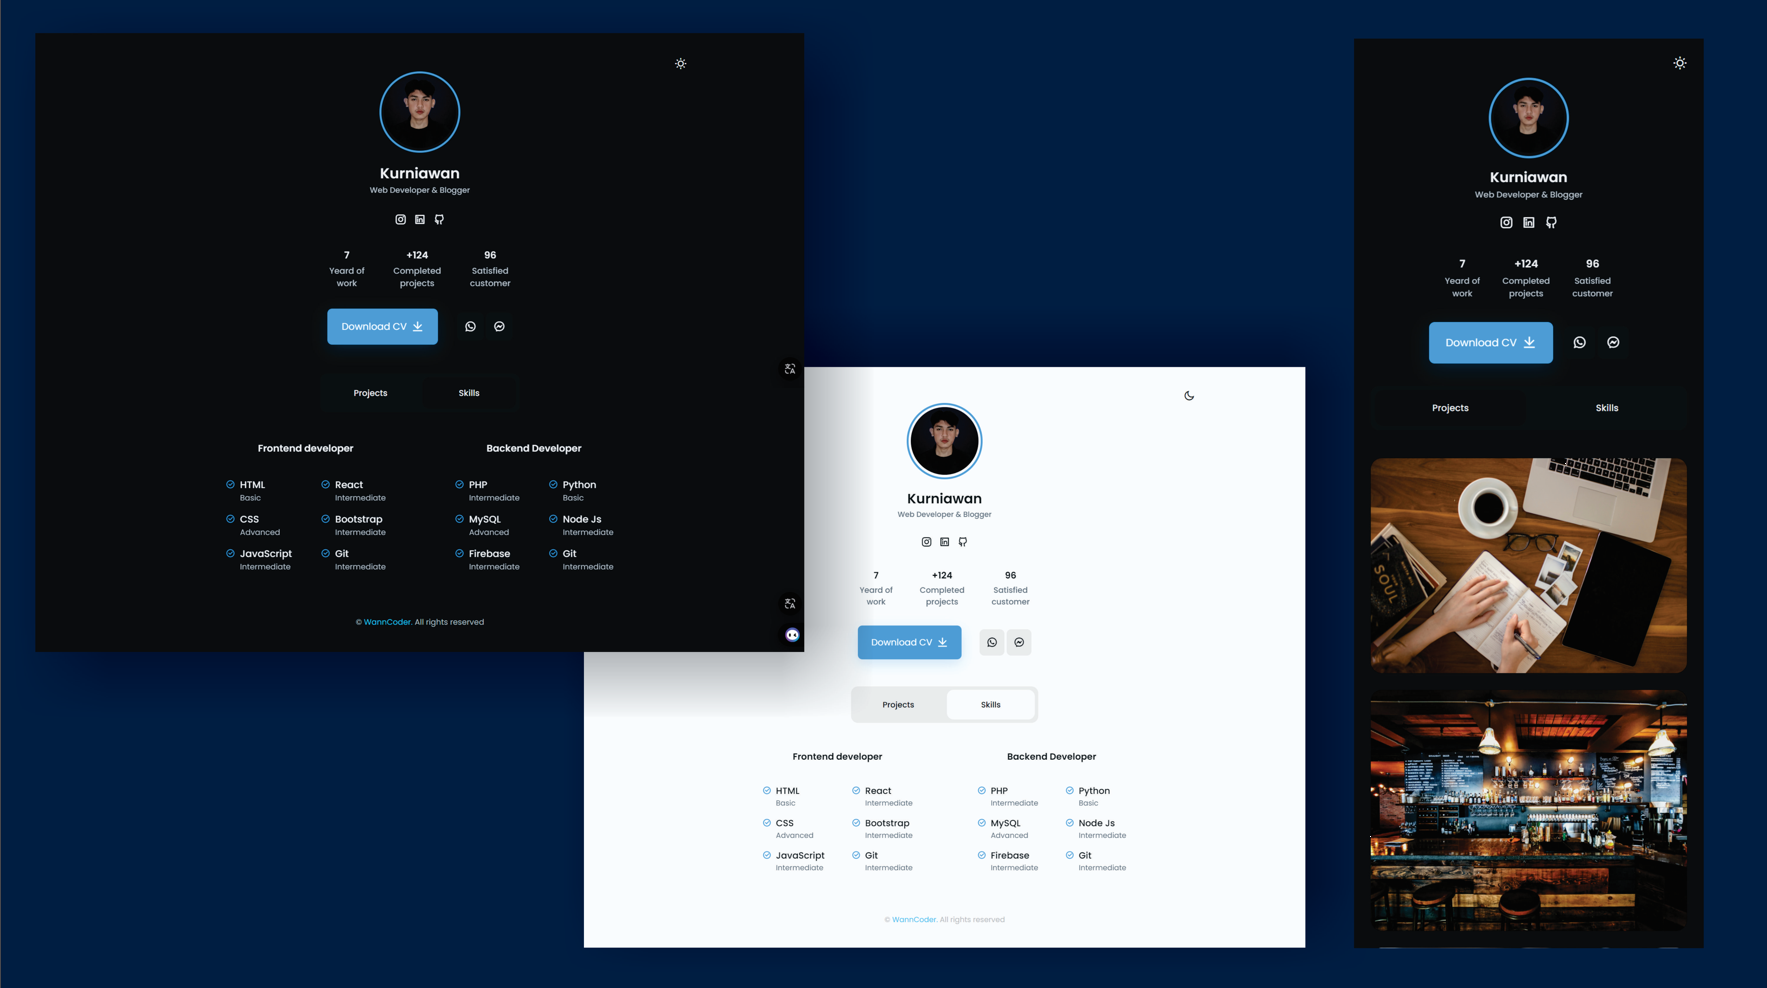 Kurniawan
Web Developer & Blogger
7
+124
96
Yeard of
work
Completed
projects
Satisfied
customer
Download CV
Projects
Skills
Frontend developer
Backend Developer
HTML
Basic
React
Intermediate
PHP
Intermediate
Python
Basic
CSS
Advanced
Bootstrap
Intermediate
MySQL
Advanced
Node Js
Intermediate
JavaScript
Intermediate
Git
Intermediate
Firebase
Intermediate
Git
Intermediate
© WannCoder. All rights reserved
Kurniawan
Web Developer & Blogger
7
+124
96
Yeard of
work
Completed
projects
Satisfied
customer
Download CV
Projects
Skills
Frontend developer
Backend Developer
HTML
Basic
React
Intermediate
PHP
Intermediate
Python
Basic
CSS
Advanced
Bootstrap
Intermediate
MySQL
Advanced
Node Js
Intermediate
JavaScript
Intermediate
Git
Intermediate
Firebase
Intermediate
Git
Intermediate
© WannCoder. All rights reserved
Kurniawan
Web Developer & Blogger
7
+124
96
Yeard of
work
Completed
projects
Satisfied
customer
Download CV
Projects
Skills
SOUL